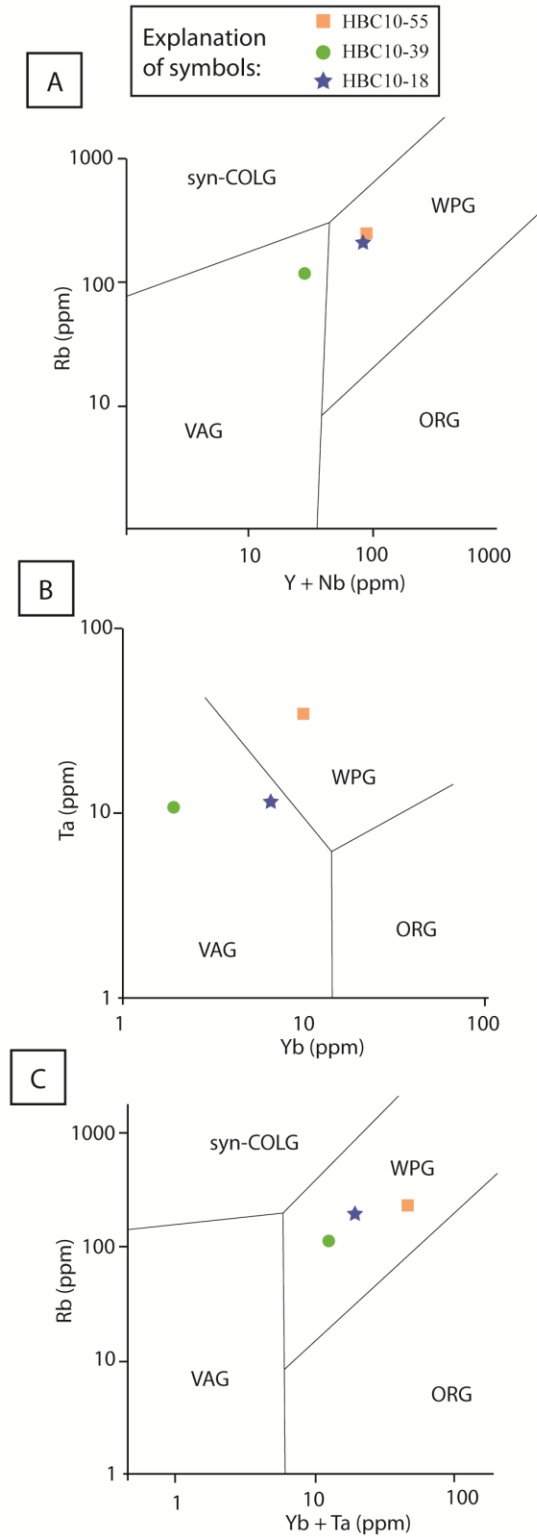 Explanation
of symbols:
HBC10-55
HBC10-39
HBC10-18
A
1000
100
10
Rb (ppm)
syn-COLG
WPG
VAG
ORG
10
100
1000
Y + Nb (ppm)
B
100
10
1
Ta (ppm)
WPG
VAG
ORG
1
10
100
Yb (ppm)
C
1000
100
10
1
Rb (ppm)
syn-COLG
WPG
VAG
ORG
1
10
100
Yb + Ta (ppm)